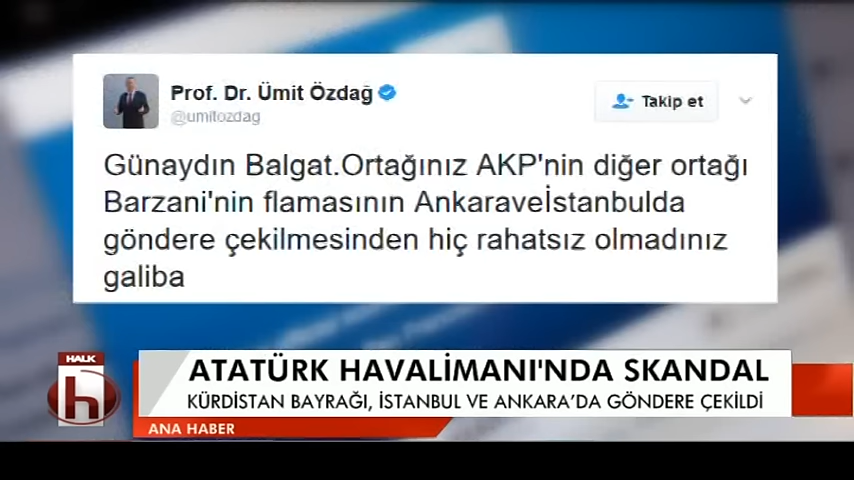 Prof. Dr. Ümit Özdağ
@umitozdag
Takip et
Günaydın Balgat.Ortağınız AKP'nin diğer ortağı
Barzani'nin flamasının Ankaraveİstanbulda
göndere çekilmesinden hiç rahatsız olmadınız
galiba
HALK
h
ATATÜRK HAVALİMANI'NDA SKANDAL
KÜRDİSTAN BAYRAĞI, İSTANBUL VE ANKARA'DA GÖNDERE ÇEKİLDİ
ANA HABER